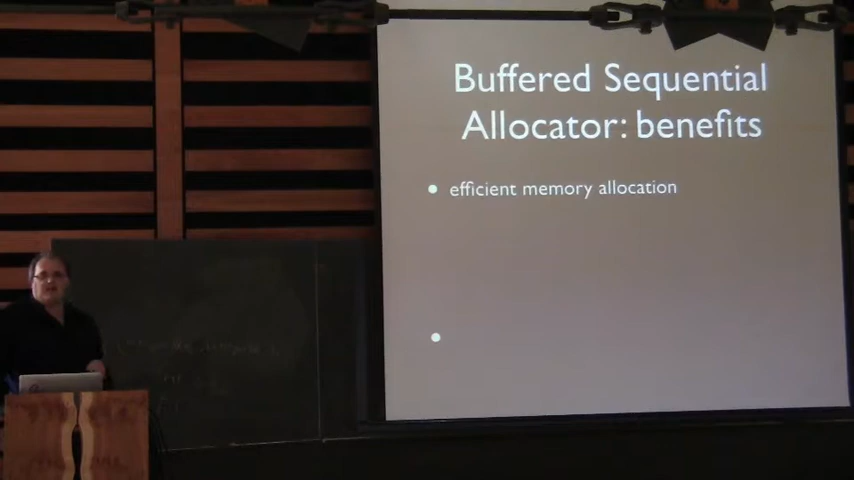 Buffered Sequential
Allocator: benefits
efficient memory allocation